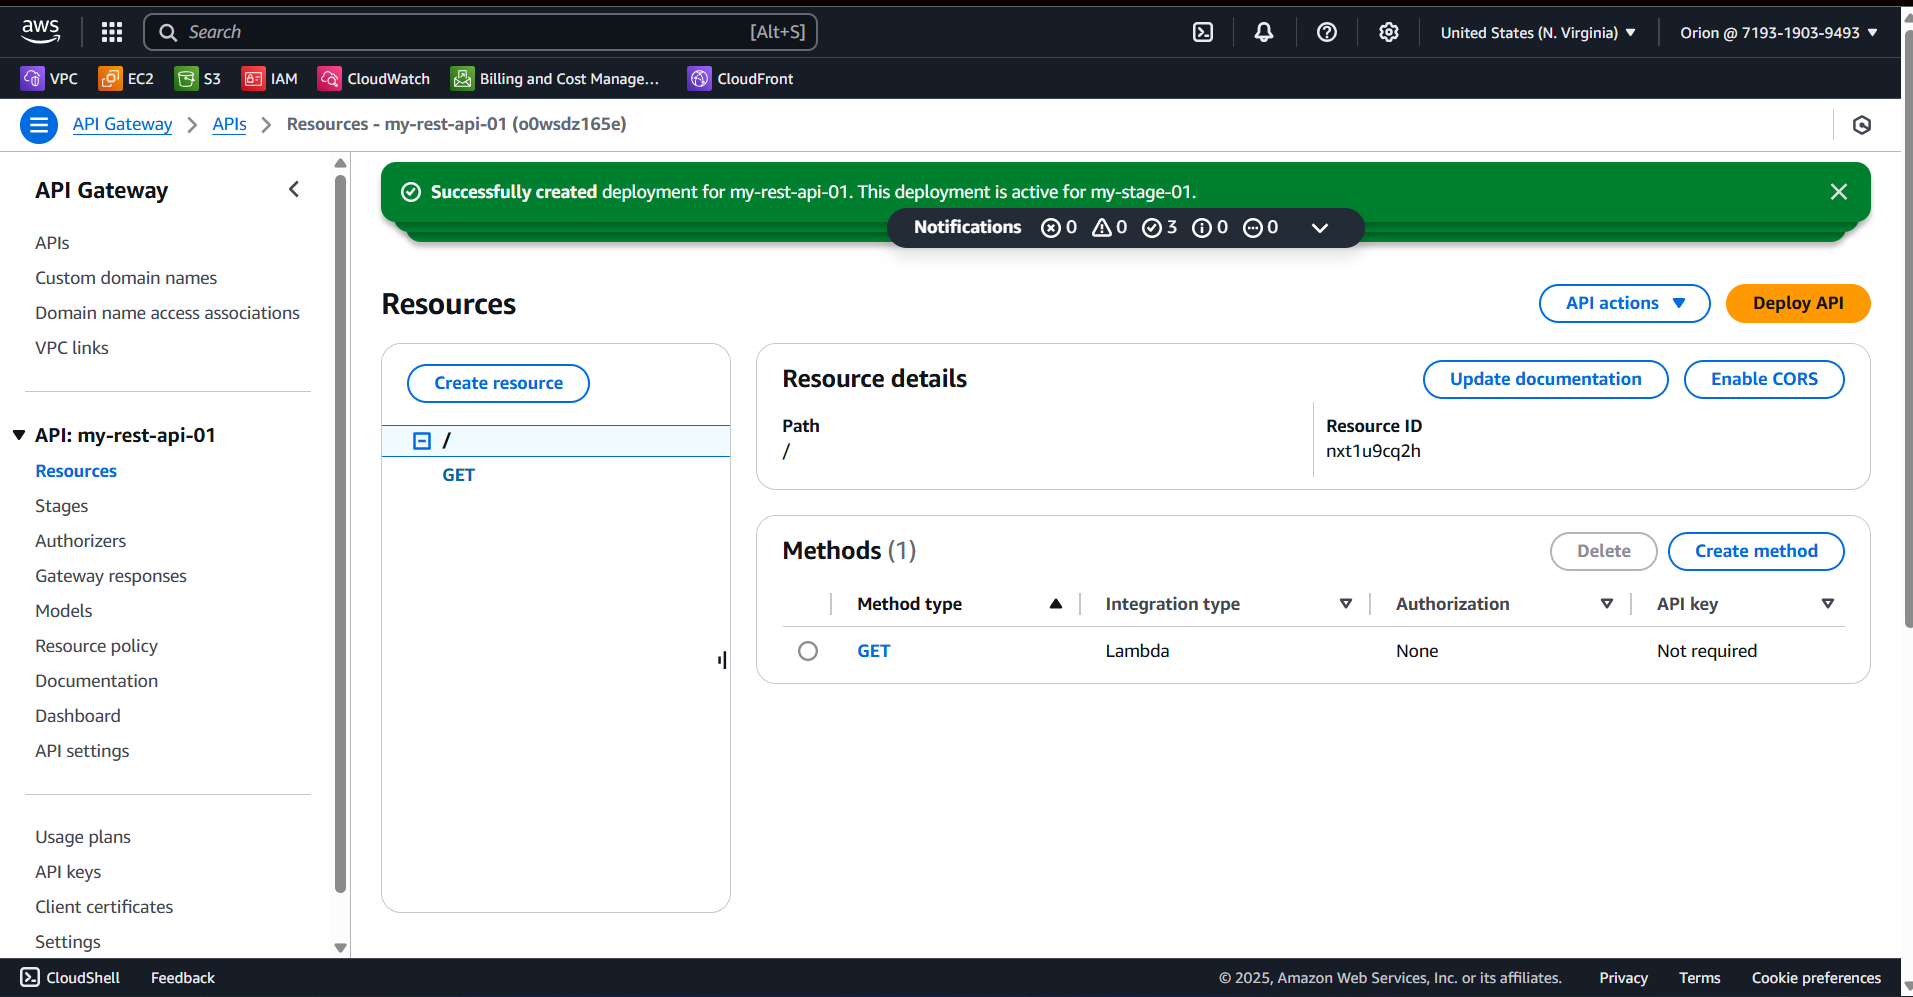 aws
Search [Alt+S]
United States (N. Virginia) Orion @ 7193-1903-9493
VPC EC2 S3 IAM CloudWatch Billing and Cost Manage... CloudFront
API Gateway APIs Resources - my-rest-api-01 (o0wsdz165e)
API Gateway
APIs
Custom domain names
Domain name access associations
VPC links
API: my-rest-api-01
Resources
Stages
Authorizers
Gateway responses
Models
Resource policy
Documentation
Dashboard
API settings
Usage plans
API keys
Client certificates
Settings
Successfully created deployment for my-rest-api-01. This deployment is active for my-stage-01.
Notifications 0 0 3 0 0
Resources
API actions Deploy API
Create resource
/
GET
Resource details
Update documentation Enable CORS
Path
/
Resource ID
nxt1u9cq2h
Methods (1)
Delete Create method
Method type Integration type Authorization API key
GET Lambda None Not required
CloudShell Feedback
© 2025, Amazon Web Services, Inc. or its affiliates. Privacy Terms Cookie preferences